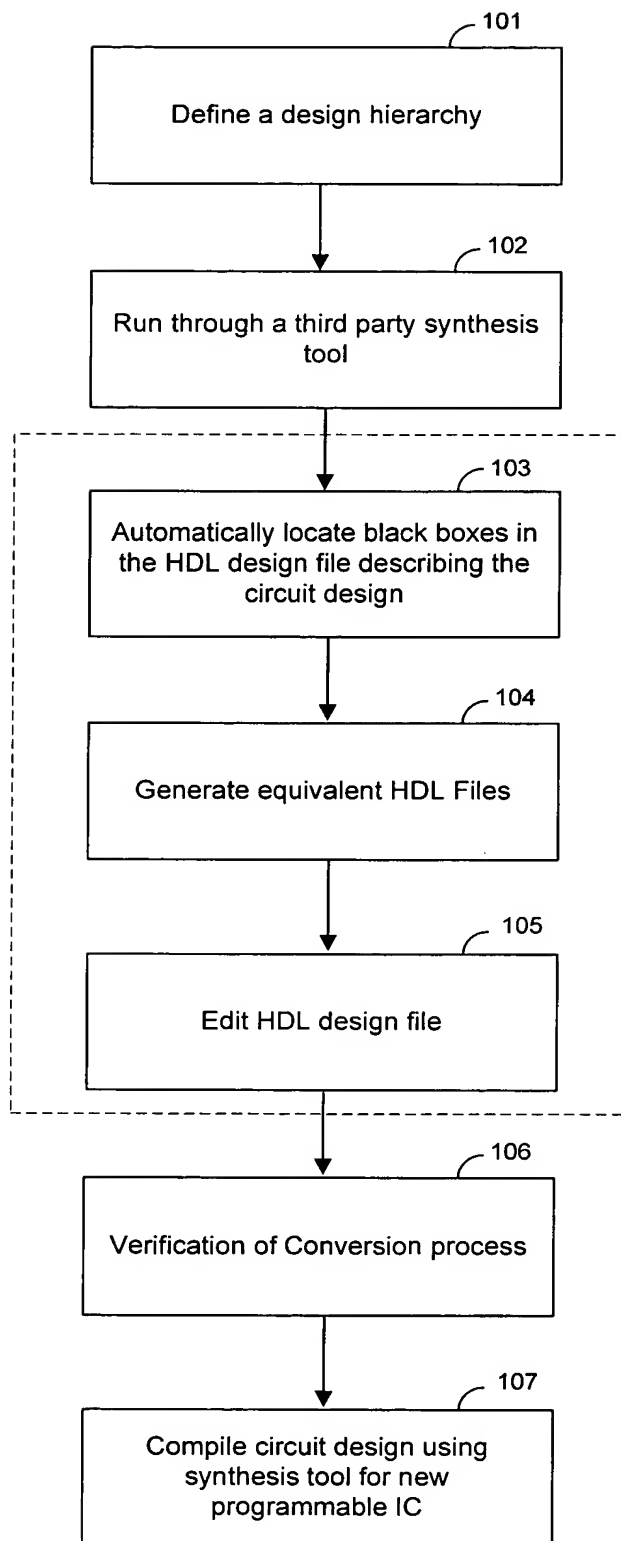 101
Define a design hierarchy
102
Run through a third party synthesis
tool
103
Automatically locate black boxes in
the HDL design file describing the
circuit design
104
Generate equivalent HDL Files
105
Edit HDL design file
106
Verification of Conversion process
107
Compile circuit design using
synthesis tool for new
programmable IC